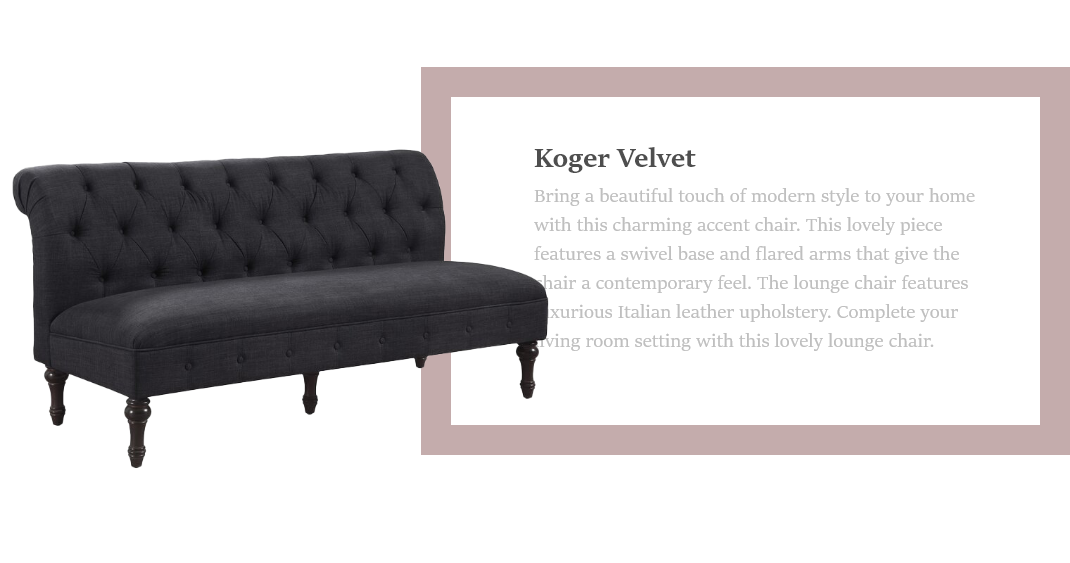 Koger Velvet
Bring a beautiful touch of modern style to your home
with this charming accent chair. This lovely piece
features a swivel base and flared arms that give the
chair a contemporary feel. The lounge chair features
luxurious Italian leather upholstery. Complete your
living room setting with this lovely lounge chair.